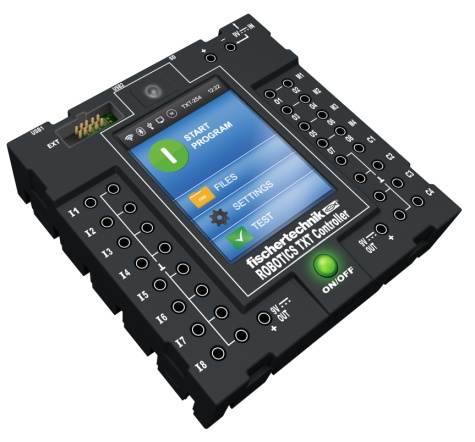 USB1
USB2
SD
9V IN
EXT
TXT-254 12:22
START
PROGRAM
FILES
SETTINGS
TEST
fischertechnik
ROBOTICS TXT Controller
ON/OFF
I1
I2
I3
I4
I5
I6
I7
I8
9V
OUT
O1
O2
O3
O4
O5
O6
O7
O8
M1
M2
M3
M4
C1
C2
C3
C4
9V
OUT